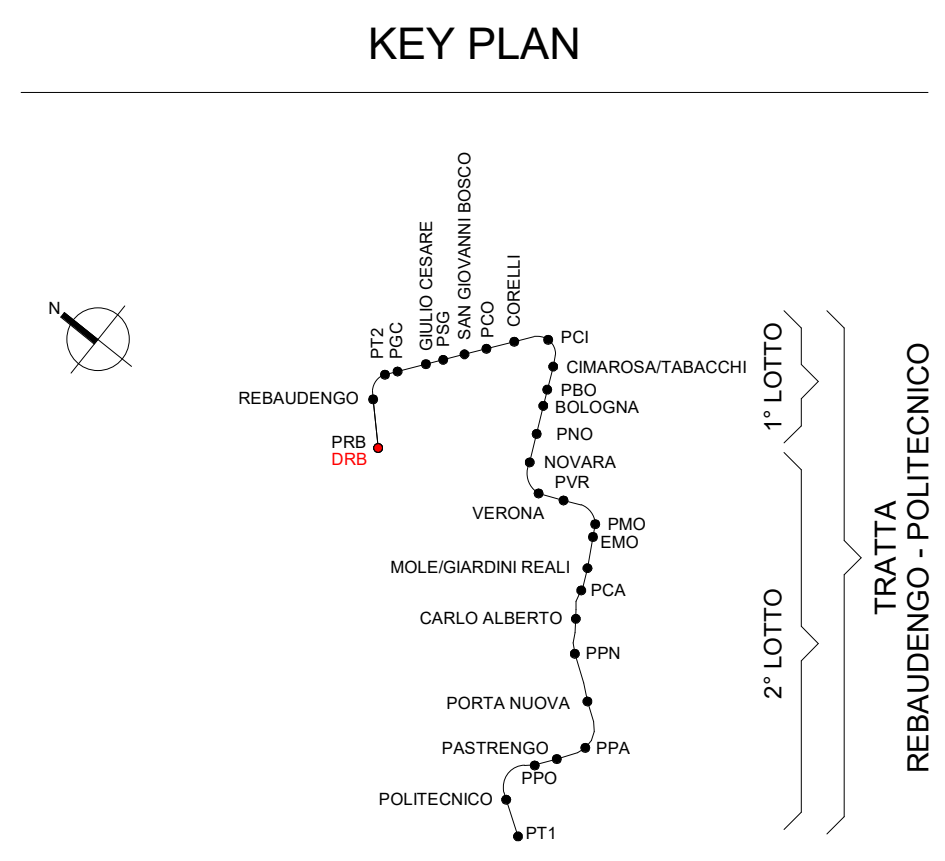 KEY PLAN
N
PT2
PGC
GIULIO CESARE
PSG
SAN GIOVANNI BOSCO
PCO
CORELLI
PCI
CIMAROSA/TABACCHI
REBAUDENGO
PBO
BOLOGNA
PRB
DRB
PNO
NOVARA
PVR
VERONA
PMO
EMO
MOLE/GIARDINI REALI
PCA
CARLO ALBERTO
PPN
PORTA NUOVA
PASTRENGO
PPA
PPO
POLITECNICO
PT1
1° LOTTO
2° LOTTO
TRATTA
REBAUDENGO - POLITECNICO